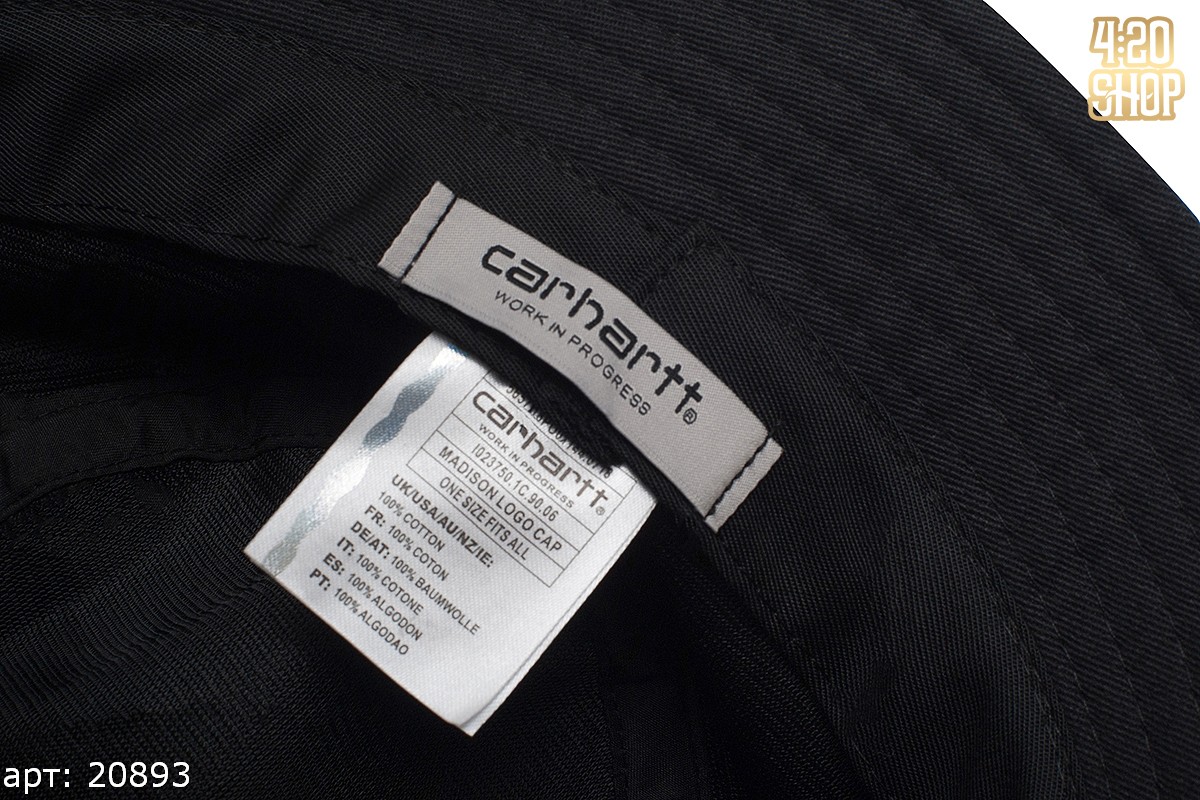 4:20
SHOP
carhartt®
WORK IN PROGRESS
carhartt®
WORK IN PROGRESS
I023750.1C.90.06
MADISON LOGO CAP
ONE SIZE FITS ALL
UK/USA/AU/NZ/IE:
100% COTTON
FR: 100% COTON
DE/AT: 100% BAUMWOLLE
IT: 100% COTONE
ES: 100% ALGODON
PT: 100% ALGODAO
арт: 20893